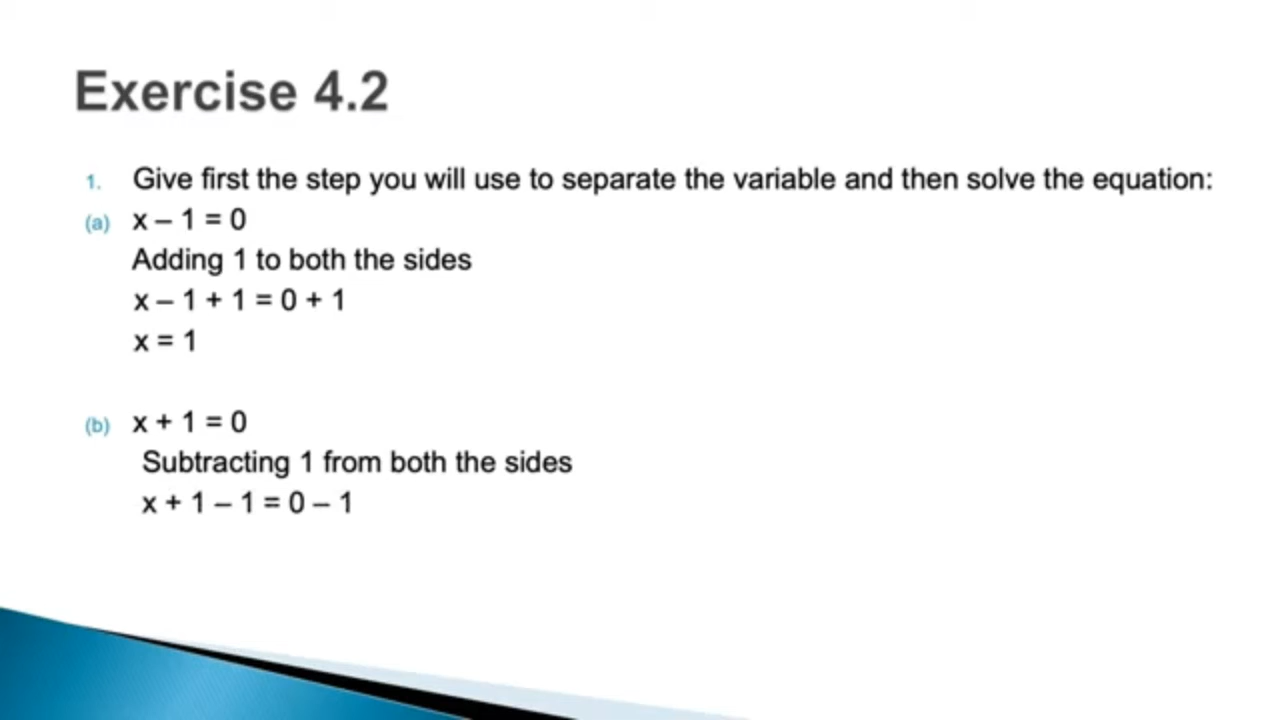 Exercise 4.2
1. Give first the step you will use to separate the variable and then solve the equation:
(a) x – 1 = 0
Adding 1 to both the sides
x – 1 + 1 = 0 + 1
x = 1
(b) x + 1 = 0
Subtracting 1 from both the sides
x + 1 – 1 = 0 – 1